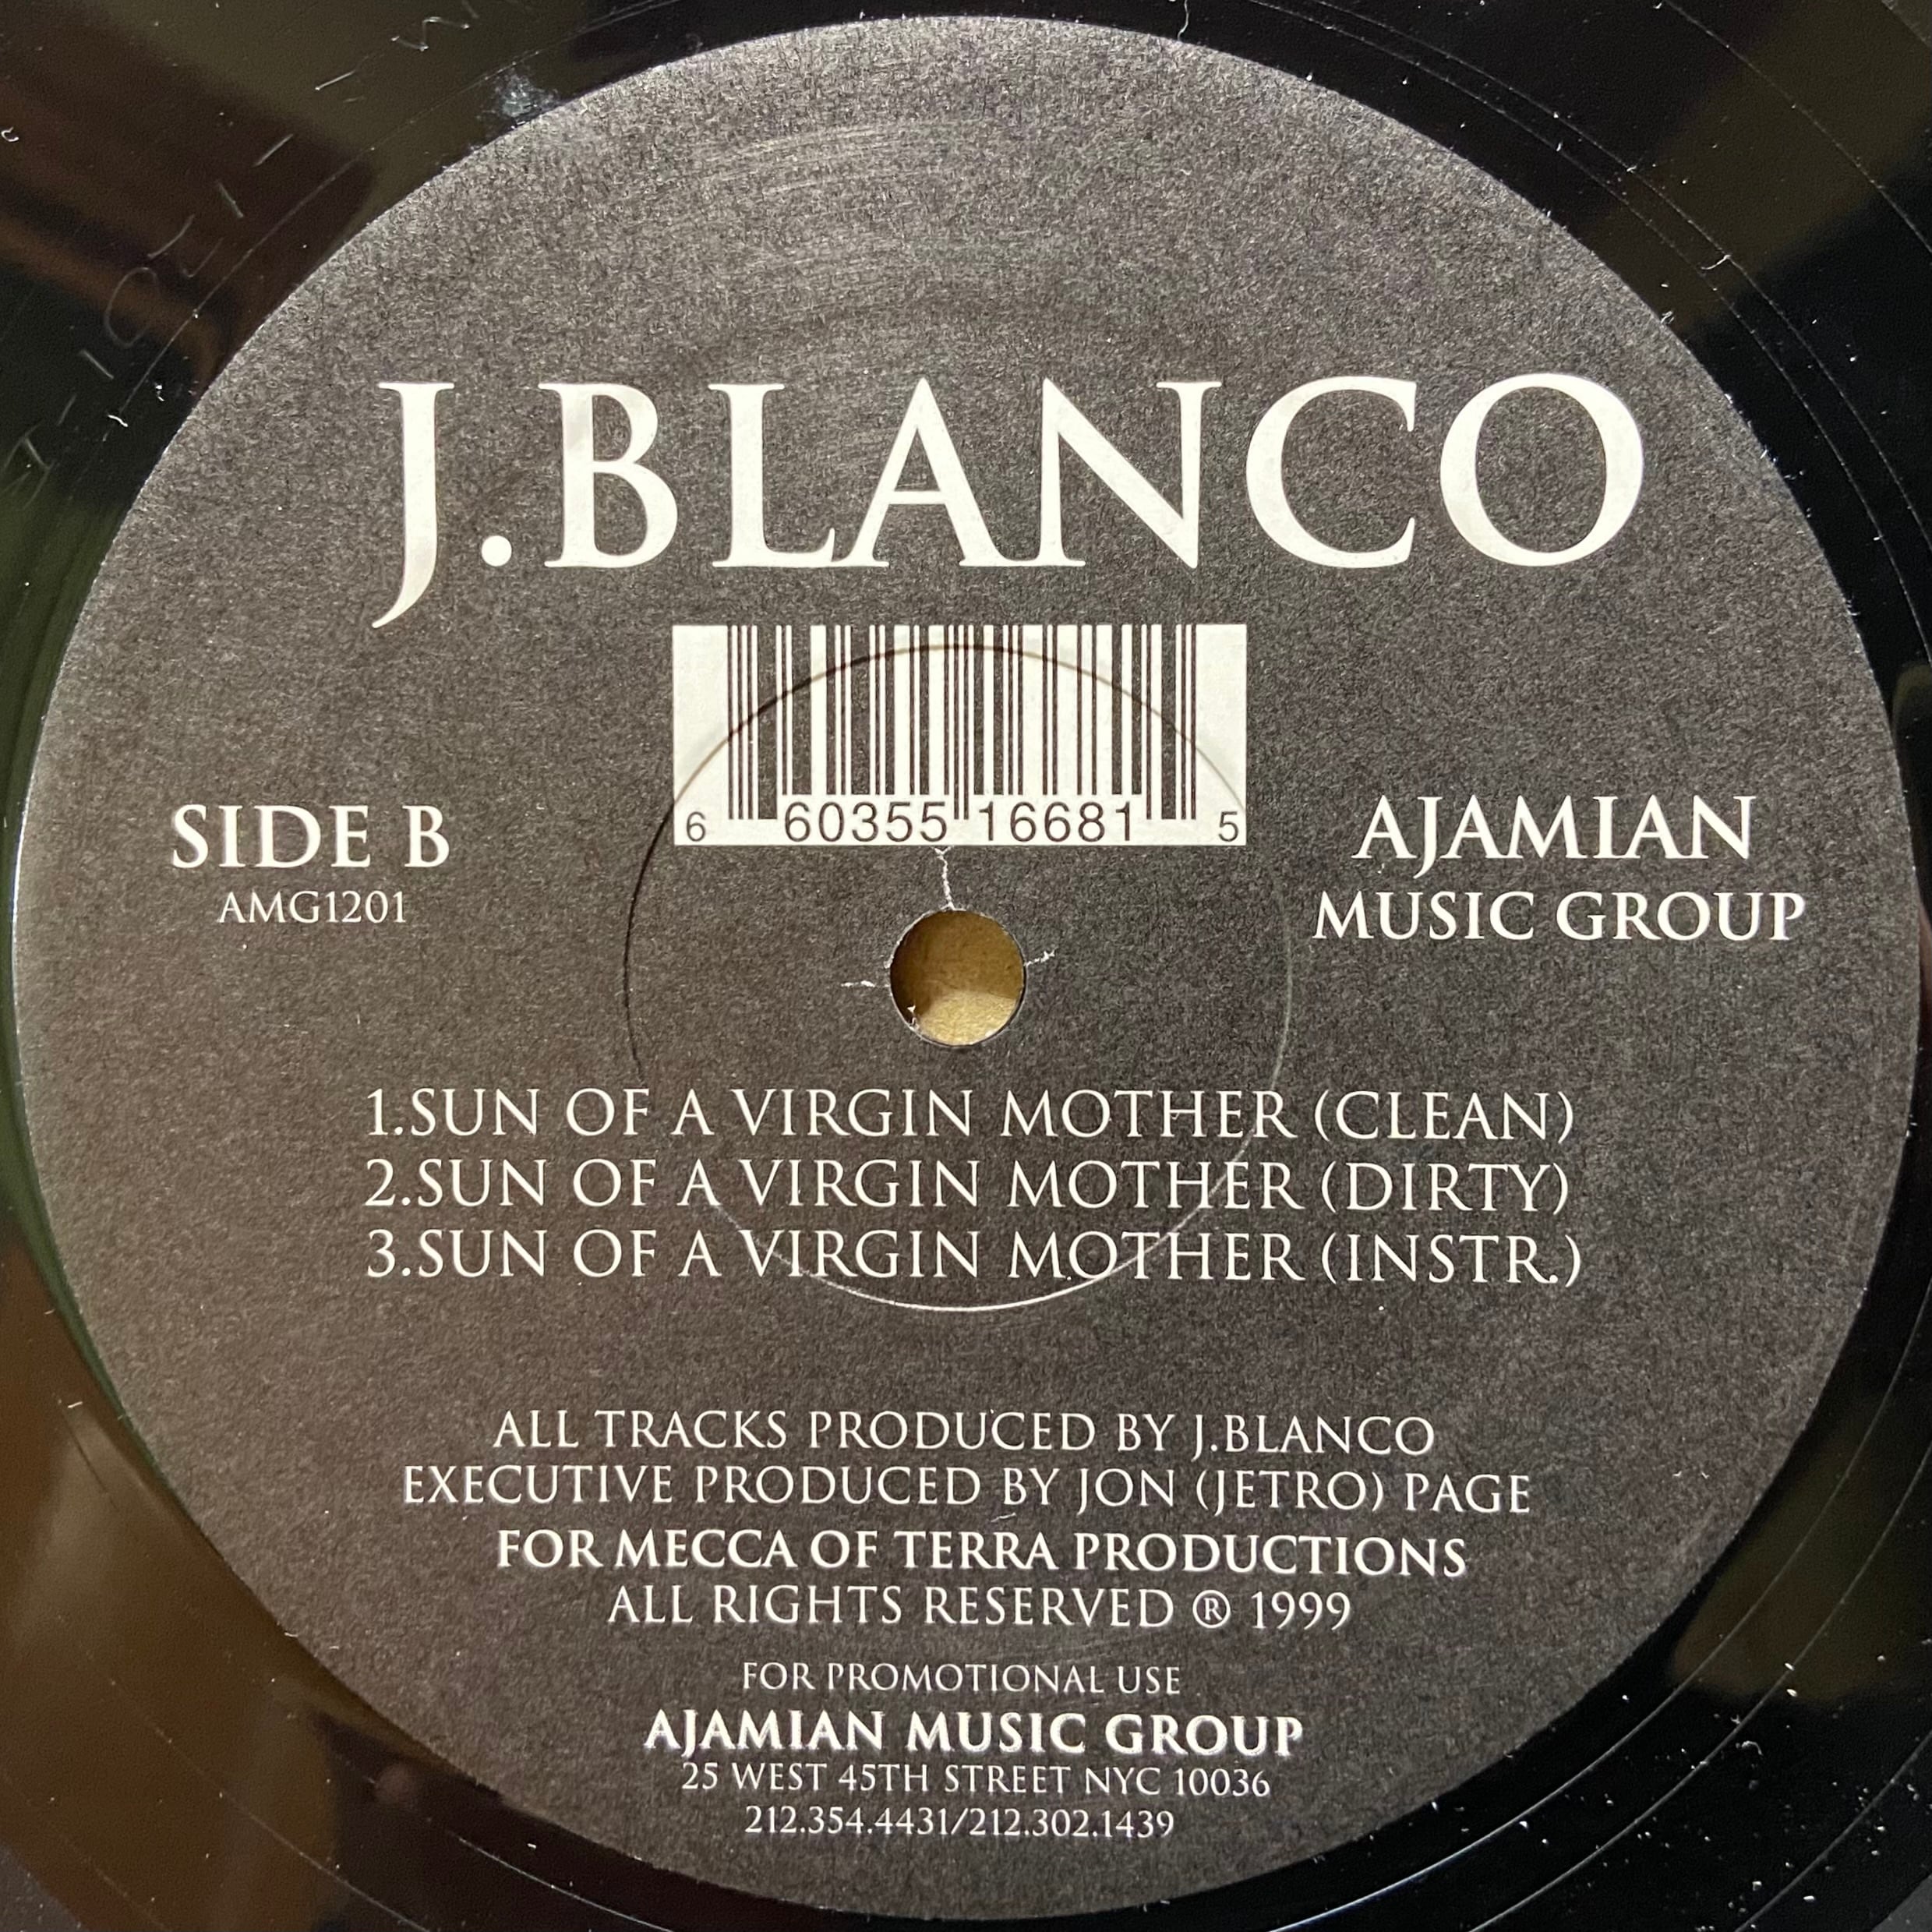 J.BLANCO
6 60355 16681 5
SIDE B
AMG1201
AJAMIAN
MUSIC GROUP
1.SUN OF A VIRGIN MOTHER (CLEAN)
2.SUN OF A VIRGIN MOTHER (DIRTY)
3.SUN OF A VIRGIN MOTHER (INSTR.)
ALL TRACKS PRODUCED BY J.BLANCO
EXECUTIVE PRODUCED BY JON (JETRO) PAGE
FOR MECCA OF TERRA PRODUCTIONS
ALL RIGHTS RESERVED ® 1999
FOR PROMOTIONAL USE
AJAMIAN MUSIC GROUP
25 WEST 45TH STREET NYC 10036
212.354.4431/212.302.1439